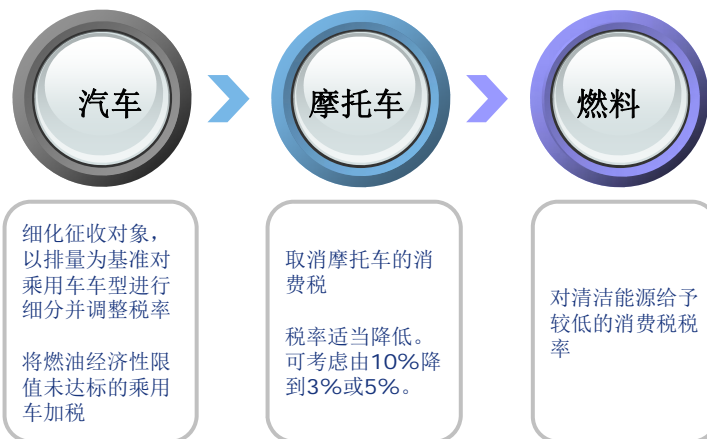 汽车
摩托车
燃料
细化征收对象，
以排量为基准对
乘用车车型进行
细分并调整税率
将燃油经济性限
值未达标的乘用
车加税
取消摩托车的消
费税
税率适当降低。
可考虑由10%降
到3%或5%。
对清洁能源给予
较低的消费税税
率